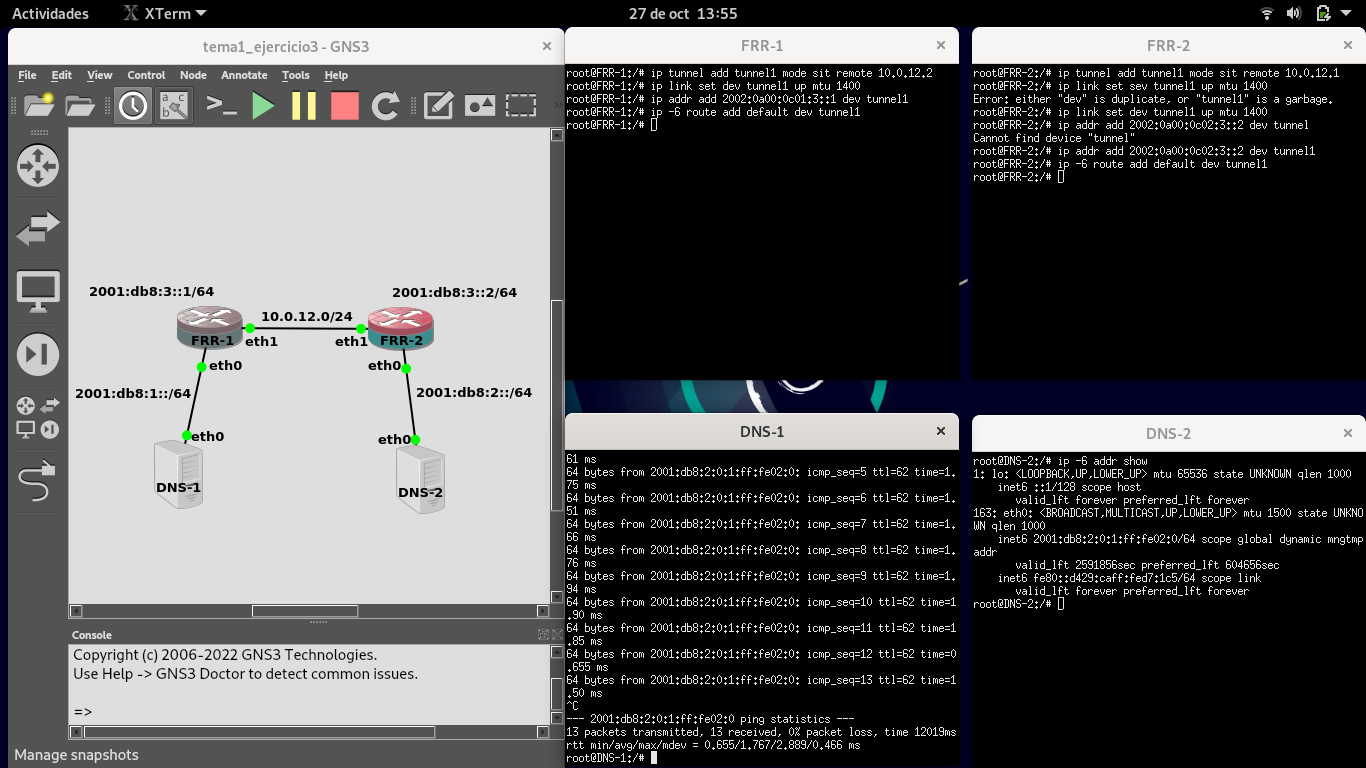 Actividades
XTerm
27 de oct 13:55
tema1_ejercicio3 - GNS3
File Edit View Control Node Annotate Tools Help
2001:db8:3::1/64
2001:db8:3::2/64
10.0.12.0/24
FRR-1
eth1
eth1
FRR-2
eth0
eth0
2001:db8:1::/64
2001:db8:2::/64
eth0
eth0
DNS-1
DNS-2
Console
Copyright (c) 2006-2022 GNS3 Technologies.
Use Help -> GNS3 Doctor to detect common issues.
=>
Manage snapshots
FRR-1
root@FRR-1:/# ip tunnel add tunnel1 mode sit remote 10.0.12.2
root@FRR-1:/# ip link set dev tunnel1 up mtu 1400
root@FRR-1:/# ip addr add 2002:0a00:0c01:3::1 dev tunnel1
root@FRR-1:/# ip -6 route add default dev tunnel1
root@FRR-1:/#
FRR-2
root@FRR-2:/# ip tunnel add tunnel1 mode sit remote 10.0.12.1
root@FRR-2:/# ip link set sev tunnel1 up mtu 1400
Error: either "dev" is duplicate, or "tunnel1" is a garbage.
root@FRR-2:/# ip link set dev tunnel1 up mtu 1400
root@FRR-2:/# ip addr add 2002:0a00:0c02:3::2 dev tunnel
Cannot find device "tunnel"
root@FRR-2:/# ip addr add 2002:0a00:0c02:3::2 dev tunnel1
root@FRR-2:/# ip -6 route add default dev tunnel1
root@FRR-2:/#
DNS-1
61 ms
64 bytes from 2001:db8:2:0:1:ff:fe02:0: icmp_seq=5 ttl=62 time=1.
75 ms
64 bytes from 2001:db8:2:0:1:ff:fe02:0: icmp_seq=6 ttl=62 time=1.
51 ms
64 bytes from 2001:db8:2:0:1:ff:fe02:0: icmp_seq=7 ttl=62 time=1.
66 ms
64 bytes from 2001:db8:2:0:1:ff:fe02:0: icmp_seq=8 ttl=62 time=1.
76 ms
64 bytes from 2001:db8:2:0:1:ff:fe02:0: icmp_seq=9 ttl=62 time=1.
94 ms
64 bytes from 2001:db8:2:0:1:ff:fe02:0: icmp_seq=10 ttl=62 time=1
.90 ms
64 bytes from 2001:db8:2:0:1:ff:fe02:0: icmp_seq=11 ttl=62 time=1
.85 ms
64 bytes from 2001:db8:2:0:1:ff:fe02:0: icmp_seq=12 ttl=62 time=0
.655 ms
64 bytes from 2001:db8:2:0:1:ff:fe02:0: icmp_seq=13 ttl=62 time=1
.50 ms
^C
--- 2001:db8:2:0:1:ff:fe02:0 ping statistics ---
13 packets transmitted, 13 received, 0% packet loss, time 12019ms
rtt min/avg/max/mdev = 0.655/1.767/2.889/0.466 ms
root@DNS-1:/#
DNS-2
root@DNS-2:/# ip -6 addr show
1: lo: <LOOPBACK,UP,LOWER_UP> mtu 65536 state UNKNOWN qlen 1000
inet6 ::1/128 scope host
valid_lft forever preferred_lft forever
163: eth0: <BROADCAST,MULTICAST,UP,LOWER_UP> mtu 1500 state UNKNO
WN qlen 1000
inet6 2001:db8:2:0:1:ff:fe02:0/64 scope global dynamic mngtmp
addr
valid_lft 2591856sec preferred_lft 604656sec
inet6 fe80::d429:caff:fed7:1c5/64 scope link
valid_lft forever preferred_lft forever
root@DNS-2:/#